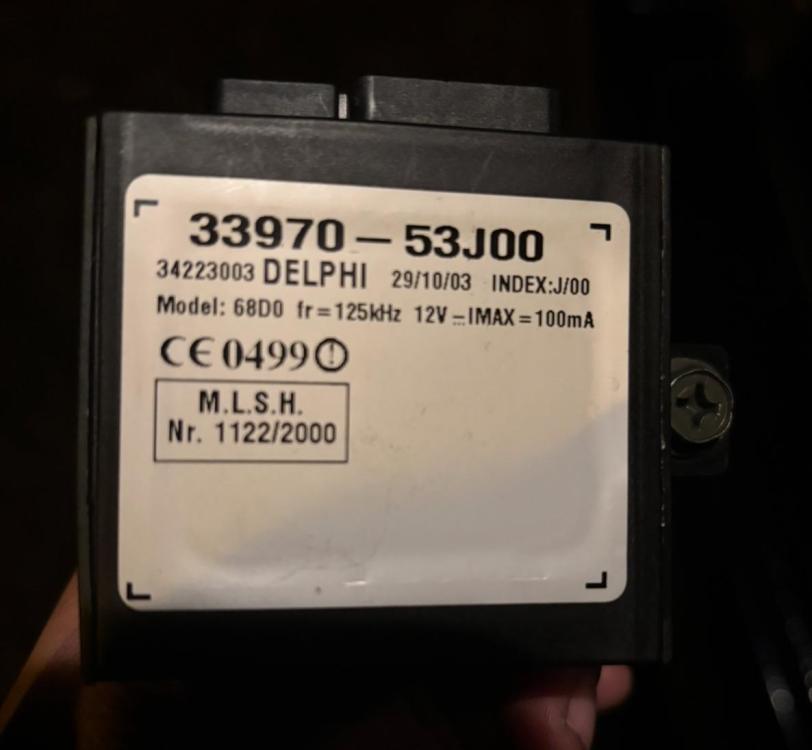 33970-53J00
34223003 DELPHI 29/10/03 INDEX:J/00
Model: 68D0 fr=125kHz 12V⎓IMAX=100mA
CE0499
M.L.S.H.
Nr. 1122/2000